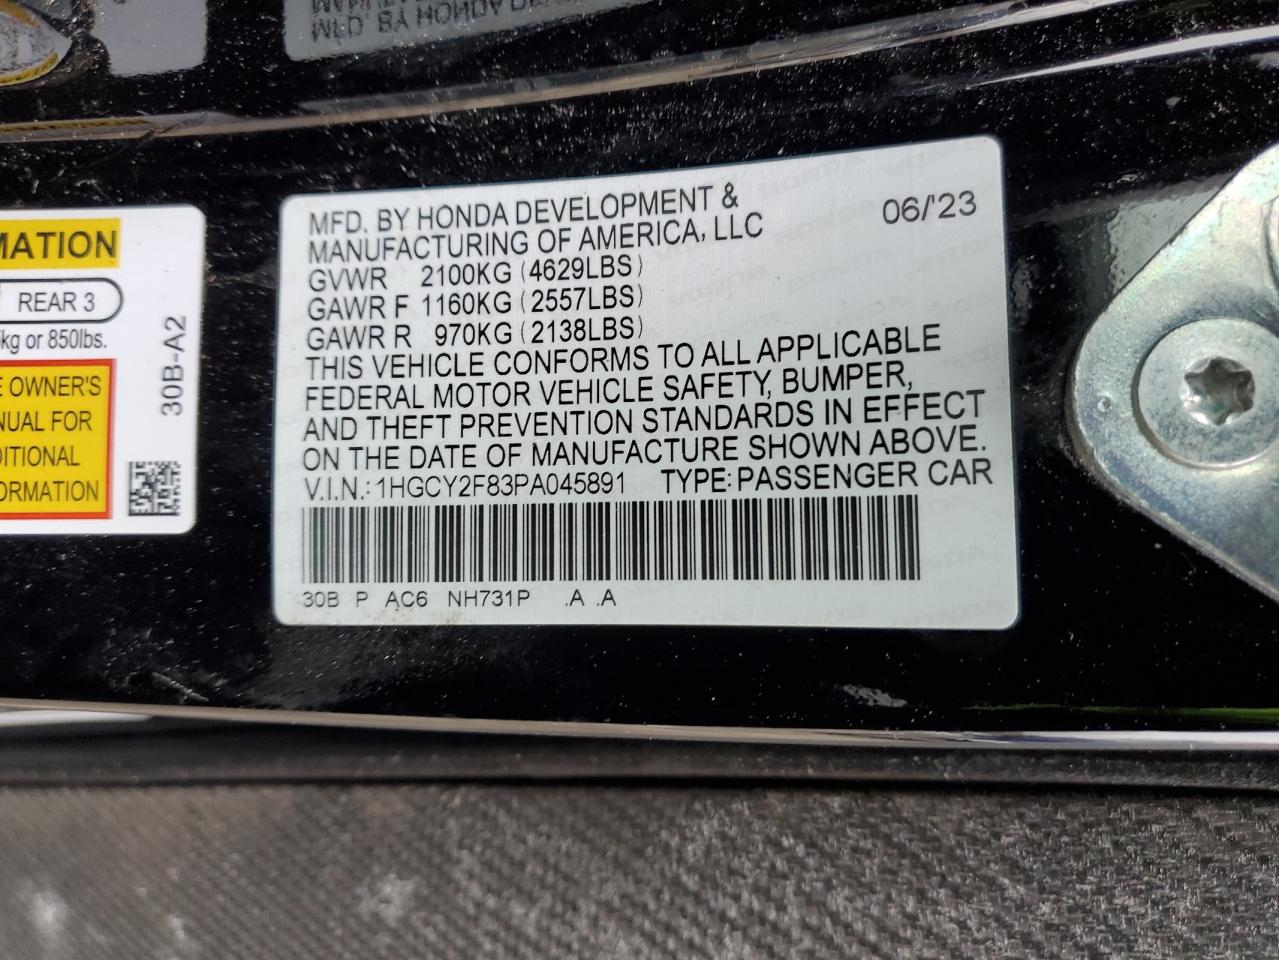 MFD. BY HONDA D
MATION
REAR 3
kg or 850lbs.
OWNER'S
NUAL FOR
DITIONAL
ORMATION
30B-A2
MFD. BY HONDA DEVELOPMENT & 06/'23
MANUFACTURING OF AMERICA, LLC
GVWR 2100KG (4629LBS)
GAWR F 1160KG (2557LBS)
GAWR R 970KG (2138LBS)
THIS VEHICLE CONFORMS TO ALL APPLICABLE
FEDERAL MOTOR VEHICLE SAFETY, BUMPER,
AND THEFT PREVENTION STANDARDS IN EFFECT
ON THE DATE OF MANUFACTURE SHOWN ABOVE.
V.I.N.: 1HGCY2F83PA045891 TYPE: PASSENGER CAR
30B P AC6 NH731P .A .A